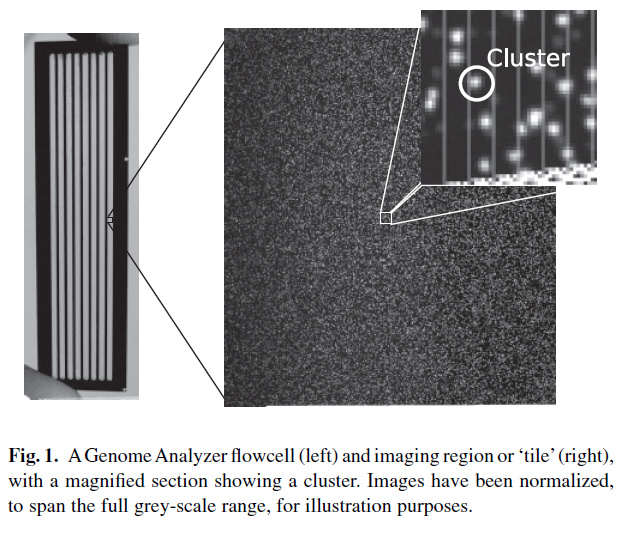 Cluster
Fig. 1. A Genome Analyzer flowcell (left) and imaging region or ‘tile’ (right),
with a magnified section showing a cluster. Images have been normalized,
to span the full grey-scale range, for illustration purposes.